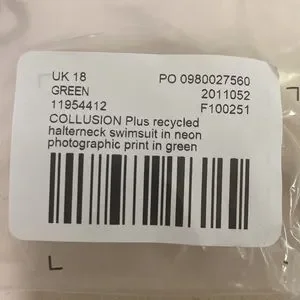 UK 18 PO 0980027560
GREEN 2011052
11954412 F100251
COLLUSION Plus recycled
halterneck swimsuit in neon
photographic print in green
L L